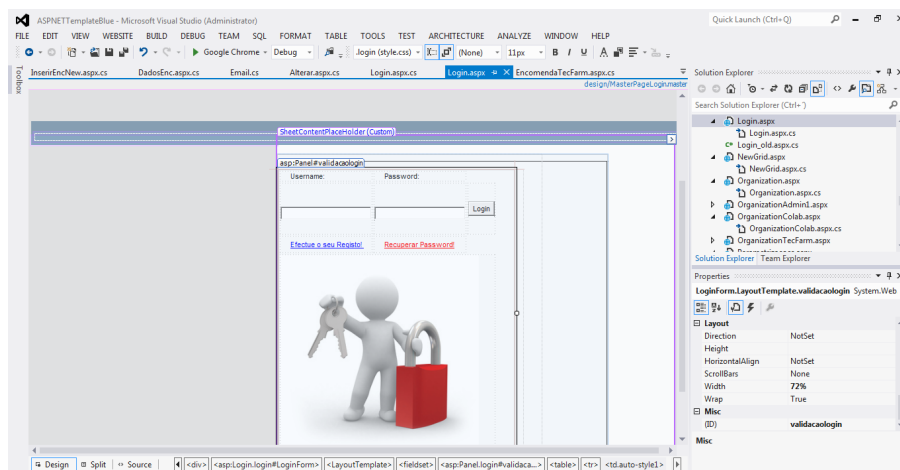 ASPNETTemplateBlue - Microsoft Visual Studio (Administrator)
Quick Launch (Ctrl+Q)
FILE EDIT VIEW WEBSITE BUILD DEBUG TEAM SQL FORMAT TABLE TOOLS TEST ARCHITECTURE ANALYZE WINDOW HELP
Google Chrome Debug .login (style.css) (None) 11px B I U A
Toolbox
InserirEncNew.aspx.cs DadosEnc.aspx.cs Email.cs Alterar.aspx.cs Login.aspx.cs Login.aspx EncomendaTecFarm.aspx.cs
design/MasterPageLogin.master
SheetContentPlaceHolder (Custom)
asp:Panel#validacaologin
Username: Password:
Login
Efectue o seu Registo! Recuperar Password!
Design Split Source <div> <asp:Login.login#LoginForm> <LayoutTemplate> <fieldset> <asp:Panel.login#validaca...> <table> <tr> <td.auto-style1>
Solution Explorer
Search Solution Explorer (Ctrl+´)
Login.aspx
Login.aspx.cs
Login_old.aspx.cs
NewGrid.aspx
NewGrid.aspx.cs
Organization.aspx
Organization.aspx.cs
OrganizationAdmin1.aspx
OrganizationColab.aspx
OrganizationColab.aspx.cs
OrganizationTecFarm.aspx
Solution Explorer Team Explorer
Properties
LoginForm.LayoutTemplate.validacaologin System.Web
Layout
Direction NotSet
Height
HorizontalAlign NotSet
ScrollBars None
Width 72%
Wrap True
Misc
(ID) validacaologin
Misc